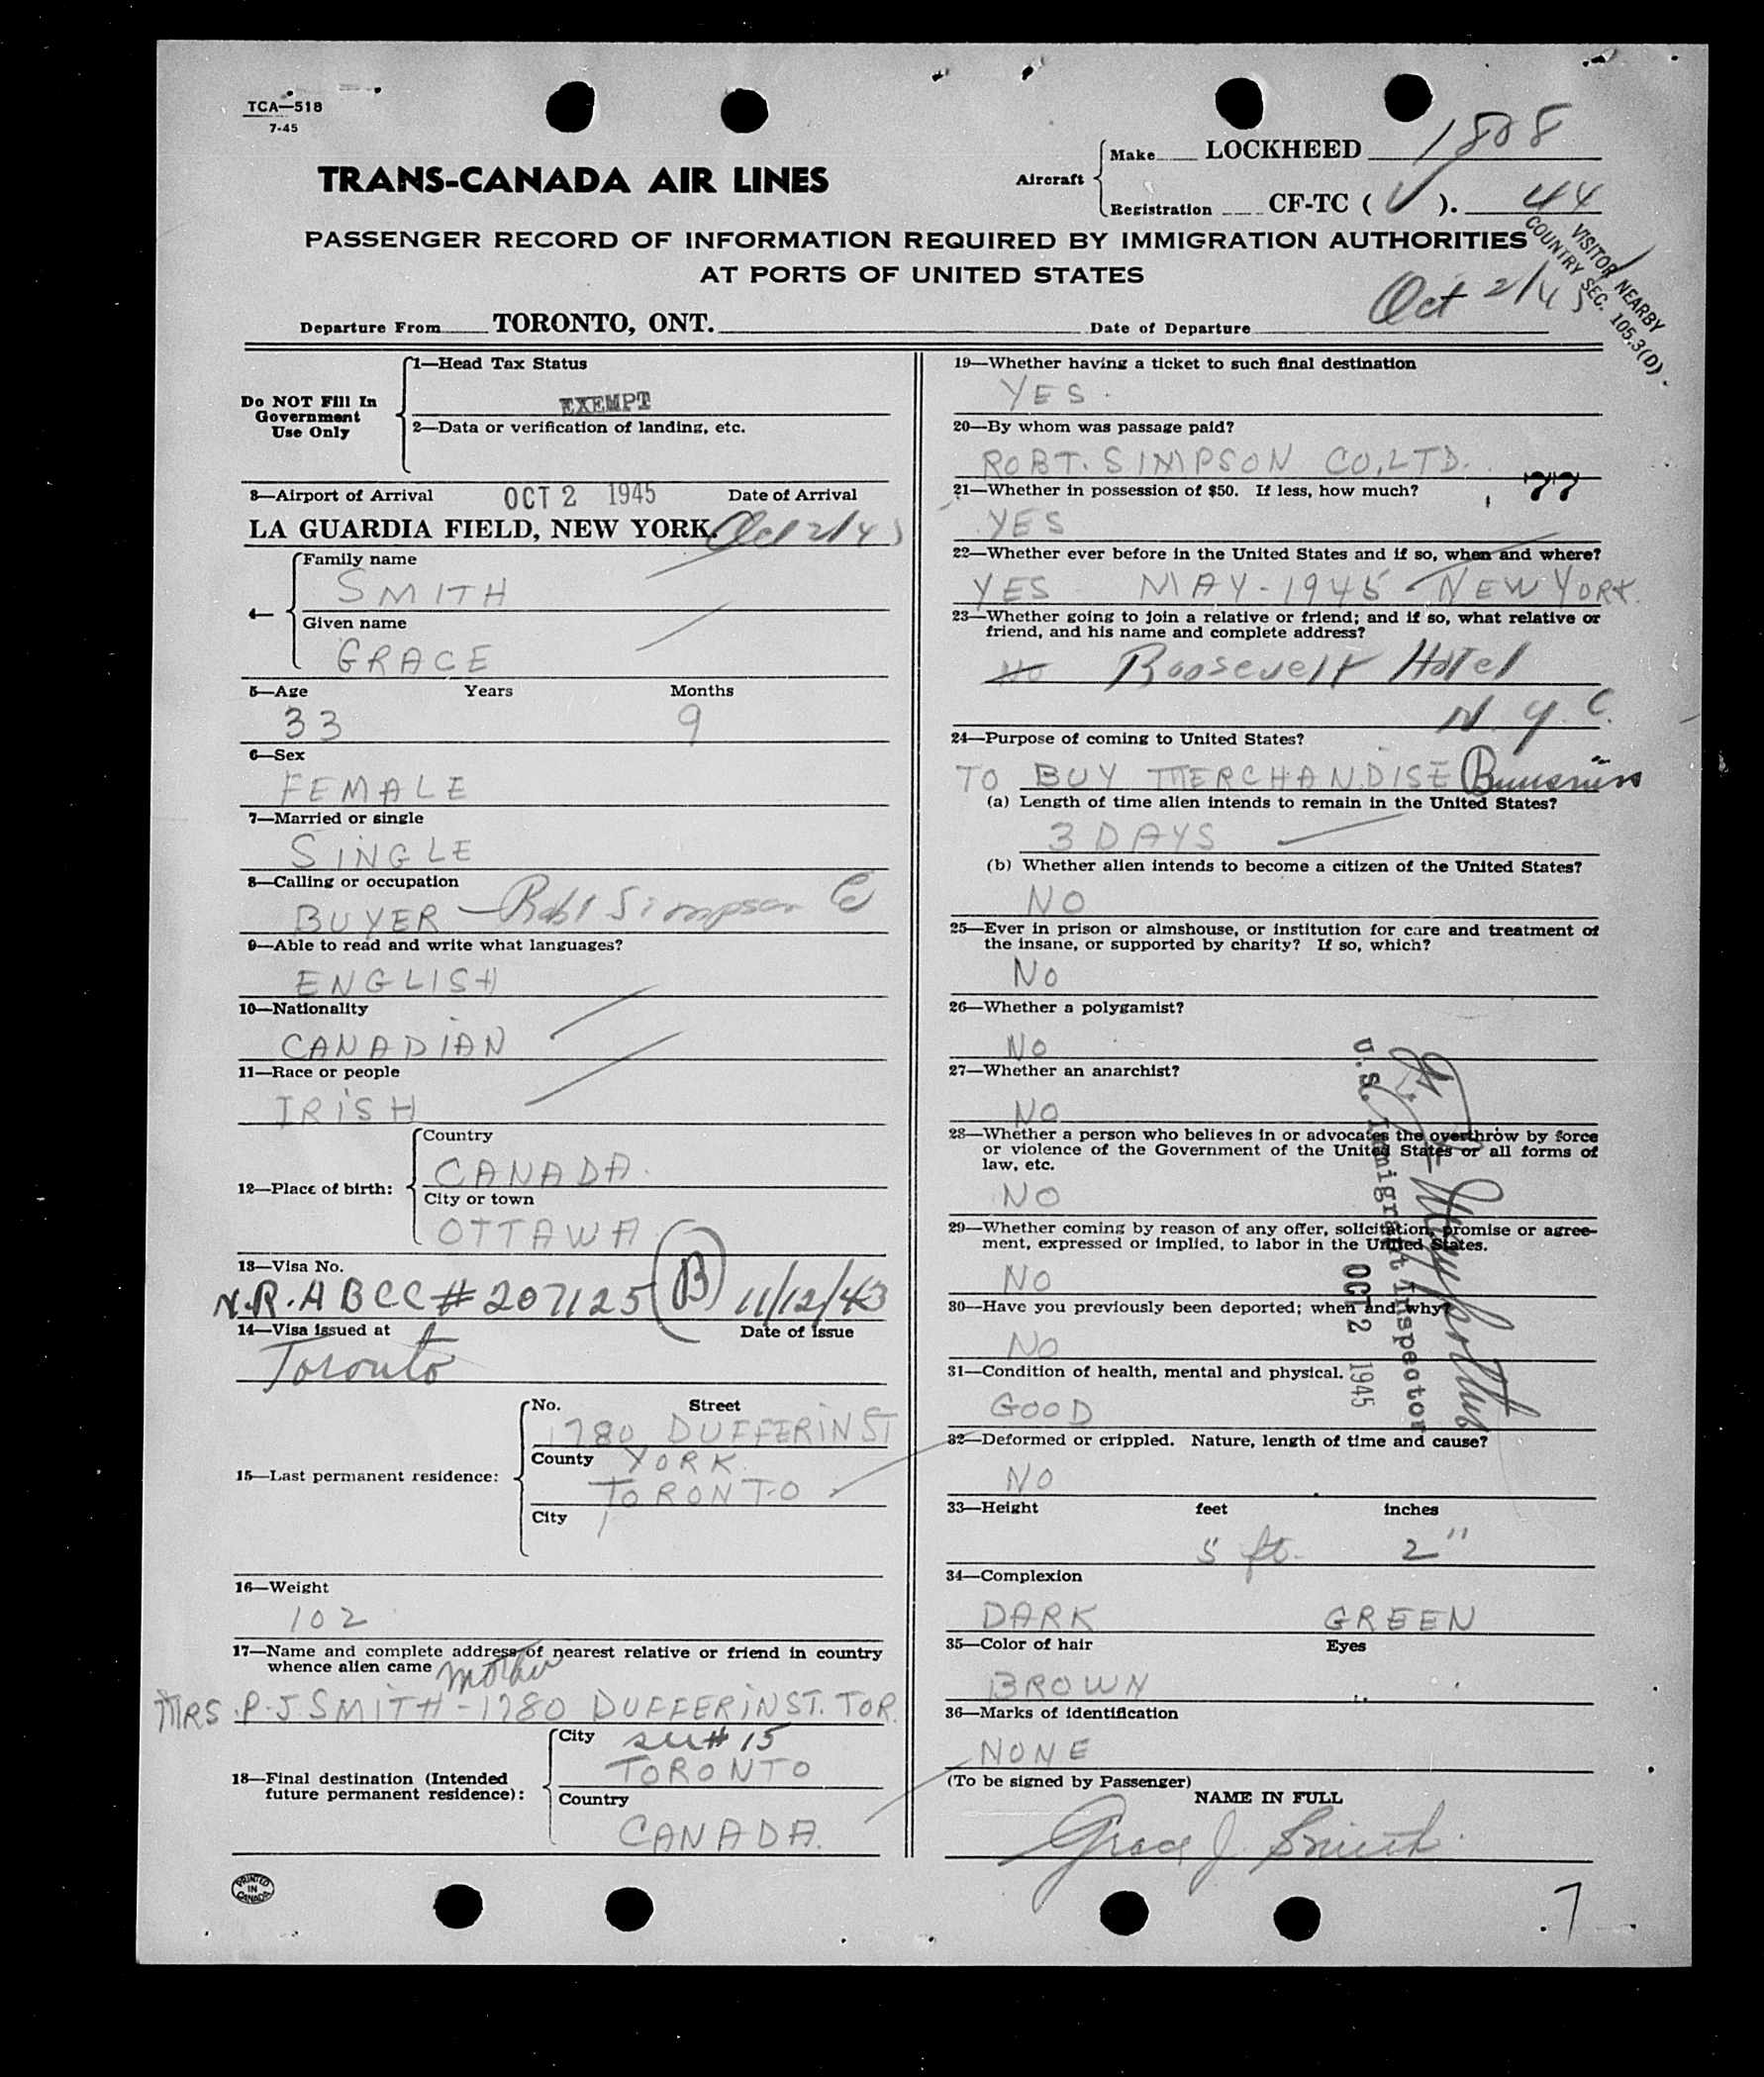 TCA—518
7-45
TRANS-CANADA AIR LINES
Aircraft
Make LOCKHEED 1808
Registration CF-TC ( V ). 44
PASSENGER RECORD OF INFORMATION REQUIRED BY IMMIGRATION AUTHORITIES
AT PORTS OF UNITED STATES
VISITOR NEARBY
COUNTRY SEC. 105.3(D)
Departure From TORONTO, ONT. Date of Departure Oct 2/45
Do NOT Fill In
Government
Use Only
1—Head Tax Status
EXEMPT
2—Data or verification of landing, etc.
3—Airport of Arrival OCT 2 1945 Date of Arrival
LA GUARDIA FIELD, NEW YORK. Oct 2/45
4—
Family name
SMITH
Given name
GRACE
5—Age Years Months
33 9
6—Sex
FEMALE
7—Married or single
SINGLE
8—Calling or occupation
BUYER — Robt Simpson Co
9—Able to read and write what languages?
ENGLISH
10—Nationality
CANADIAN
11—Race or people
IRISH
12—Place of birth:
Country
CANADA.
City or town
OTTAWA
13—Visa No.
N.R.A BCC # 207125 (B) 11/12/43
14—Visa issued at Date of Issue
Toronto
15—Last permanent residence:
No. Street
1780 DUFFERIN ST
County YORK
TORONTO
City
16—Weight
102
17—Name and complete address of nearest relative or friend in country
whence alien came mother
MRS. P.J SMITH - 1780 DUFFERIN ST. TOR.
18—Final destination (Intended
future permanent residence):
City see # 15
TORONTO
Country
CANADA.
PRINTED
IN
CANADA
19—Whether having a ticket to such final destination
YES.
20—By whom was passage paid?
ROBT. SIMPSON CO. LTD.
21—Whether in possession of $50. If less, how much? 77
YES
22—Whether ever before in the United States and if so, when and where?
YES MAY - 1945 - NEW YORK.
23—Whether going to join a relative or friend; and if so, what relative or
friend, and his name and complete address?
No Roosevelt Hotel
N.Y.C.
24—Purpose of coming to United States?
TO BUY MERCHANDISE Business
(a) Length of time alien intends to remain in the United States?
3 DAYS
(b) Whether alien intends to become a citizen of the United States?
NO
25—Ever in prison or almshouse, or institution for care and treatment of
the insane, or supported by charity? If so, which?
NO
26—Whether a polygamist?
NO
27—Whether an anarchist?
NO
28—Whether a person who believes in or advocates the overthrow by force
or violence of the Government of the United States or all forms of
law, etc.
NO
29—Whether coming by reason of any offer, solicitation, promise or agree-
ment, expressed or implied, to labor in the United States.
NO
30—Have you previously been deported; when and why?
NO
31—Condition of health, mental and physical.
GOOD
U.S. Immigrant Inspector
OCT 2 1945
32—Deformed or crippled. Nature, length of time and cause?
NO
33—Height feet inches
5 ft. 2"
34—Complexion
DARK GREEN
35—Color of hair Eyes
BROWN
36—Marks of identification
NONE
(To be signed by Passenger)
NAME IN FULL
Grace J. Smith
7